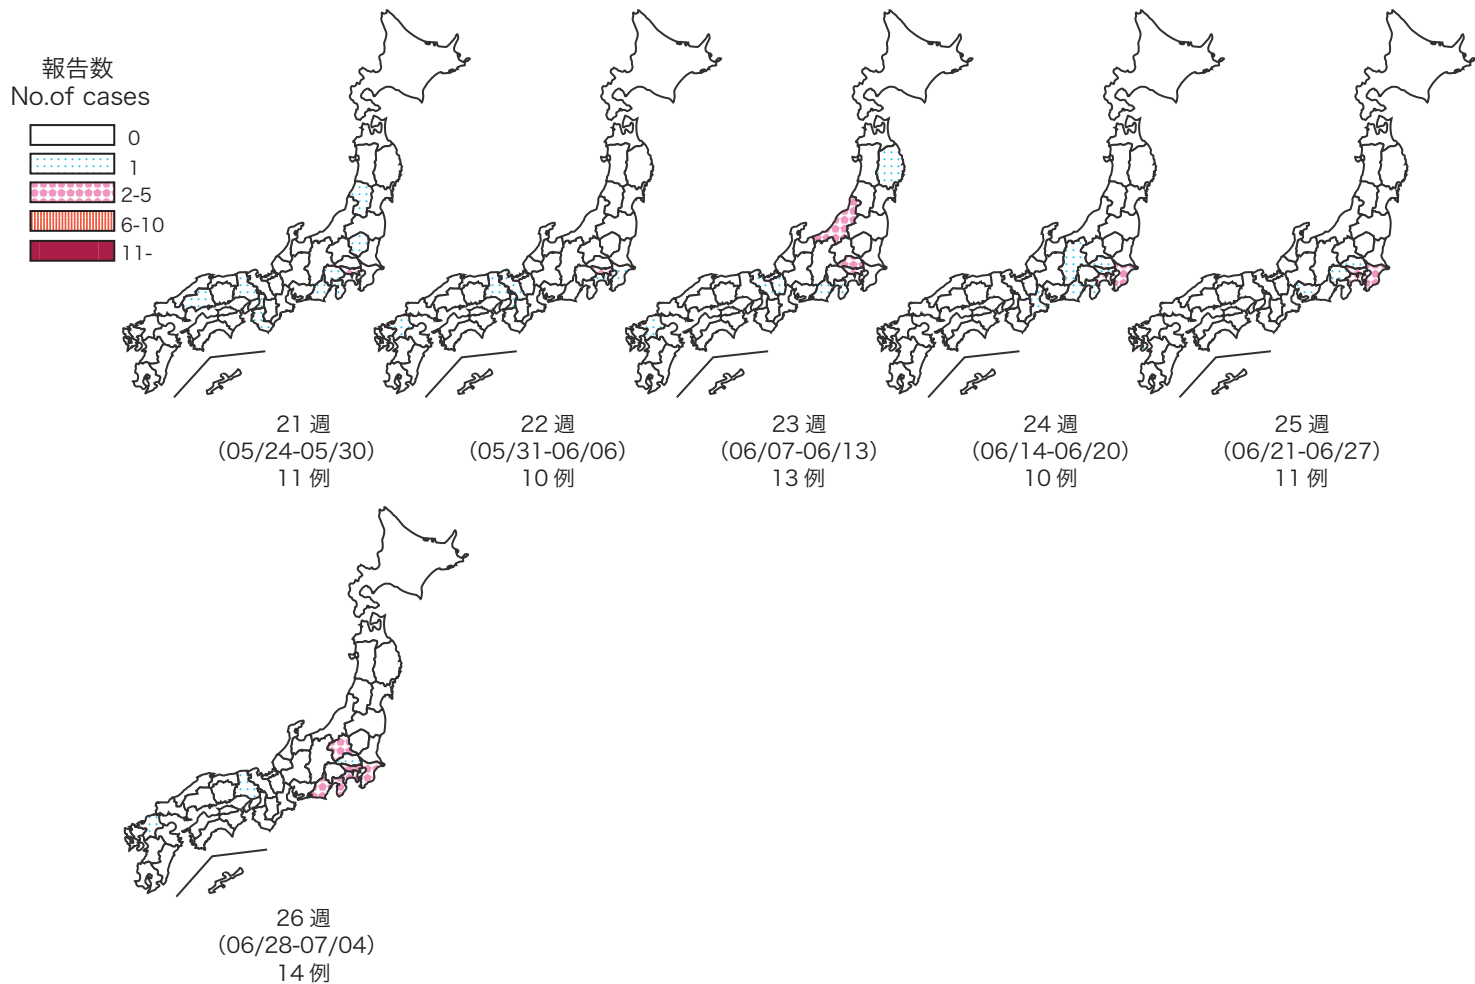 報告数
No.of cases
0
1
2-5
6-10
11-
21 週
（05/24-05/30）
11 例
22 週
（05/31-06/06）
10 例
23 週
（06/07-06/13）
13 例
24 週
（06/14-06/20）
10 例
25 週
（06/21-06/27）
11 例
26 週
（06/28-07/04）
14 例